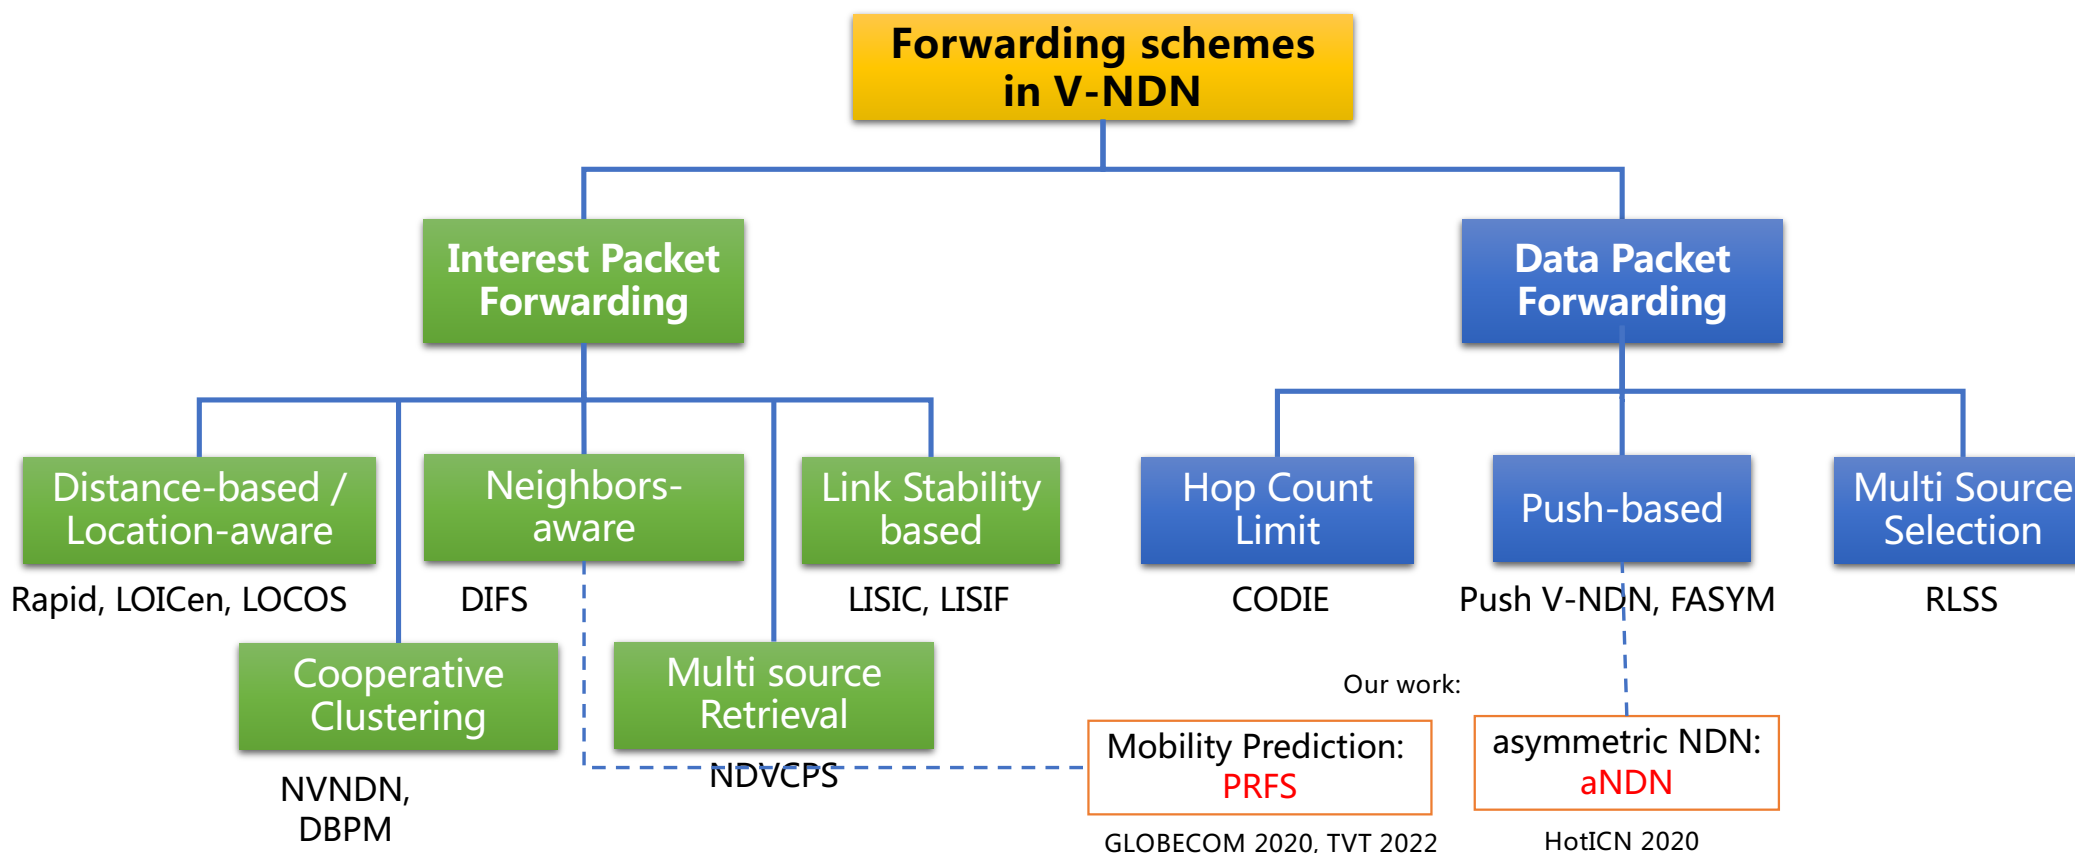 Forwarding schemes
in V-NDN
Interest Packet
Forwarding
Data Packet
Forwarding
Distance-based /
Location-aware
Neighbors-
aware
Link Stability
based
Hop Count
Limit
Push-based
Multi Source
Selection
Rapid, LOICen, LOCOS
DIFS
LISIC, LISIF
CODIE
Push V-NDN, FASYM
RLSS
Cooperative
Clustering
Multi source
Retrieval
NVNDN,
DBPM
NDVCPS
Our work:
Mobility Prediction:
PRFS
asymmetric NDN:
aNDN
GLOBECOM 2020, TVT 2022
HotICN 2020